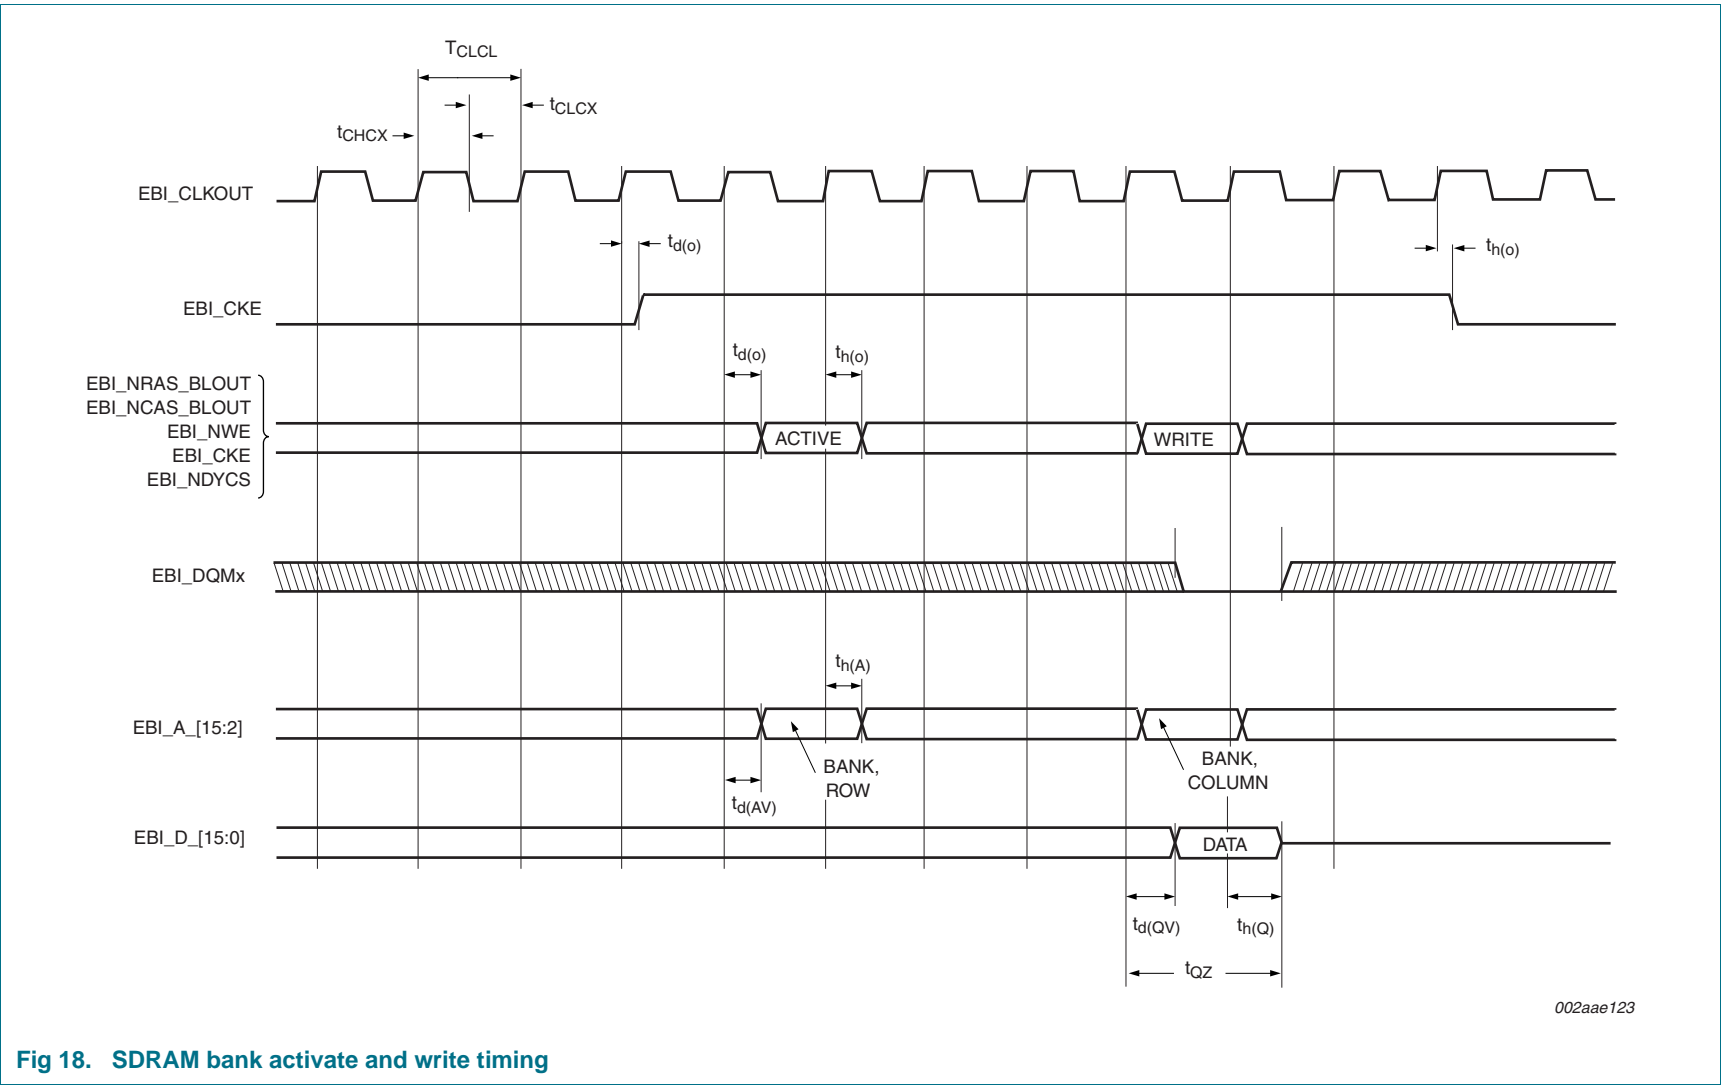 TCLCL
tCLCX
tCHCX
EBI_CLKOUT
td(o)
th(o)
EBI_CKE
td(o)
th(o)
EBI_NRAS_BLOUT
EBI_NCAS_BLOUT
EBI_NWE
EBI_CKE
EBI_NDYCS
ACTIVE
WRITE
EBI_DQMx
th(A)
EBI_A_[15:2]
BANK,
ROW
BANK,
COLUMN
td(AV)
EBI_D_[15:0]
DATA
td(QV)
th(Q)
tQZ
002aae123
Fig 18. SDRAM bank activate and write timing